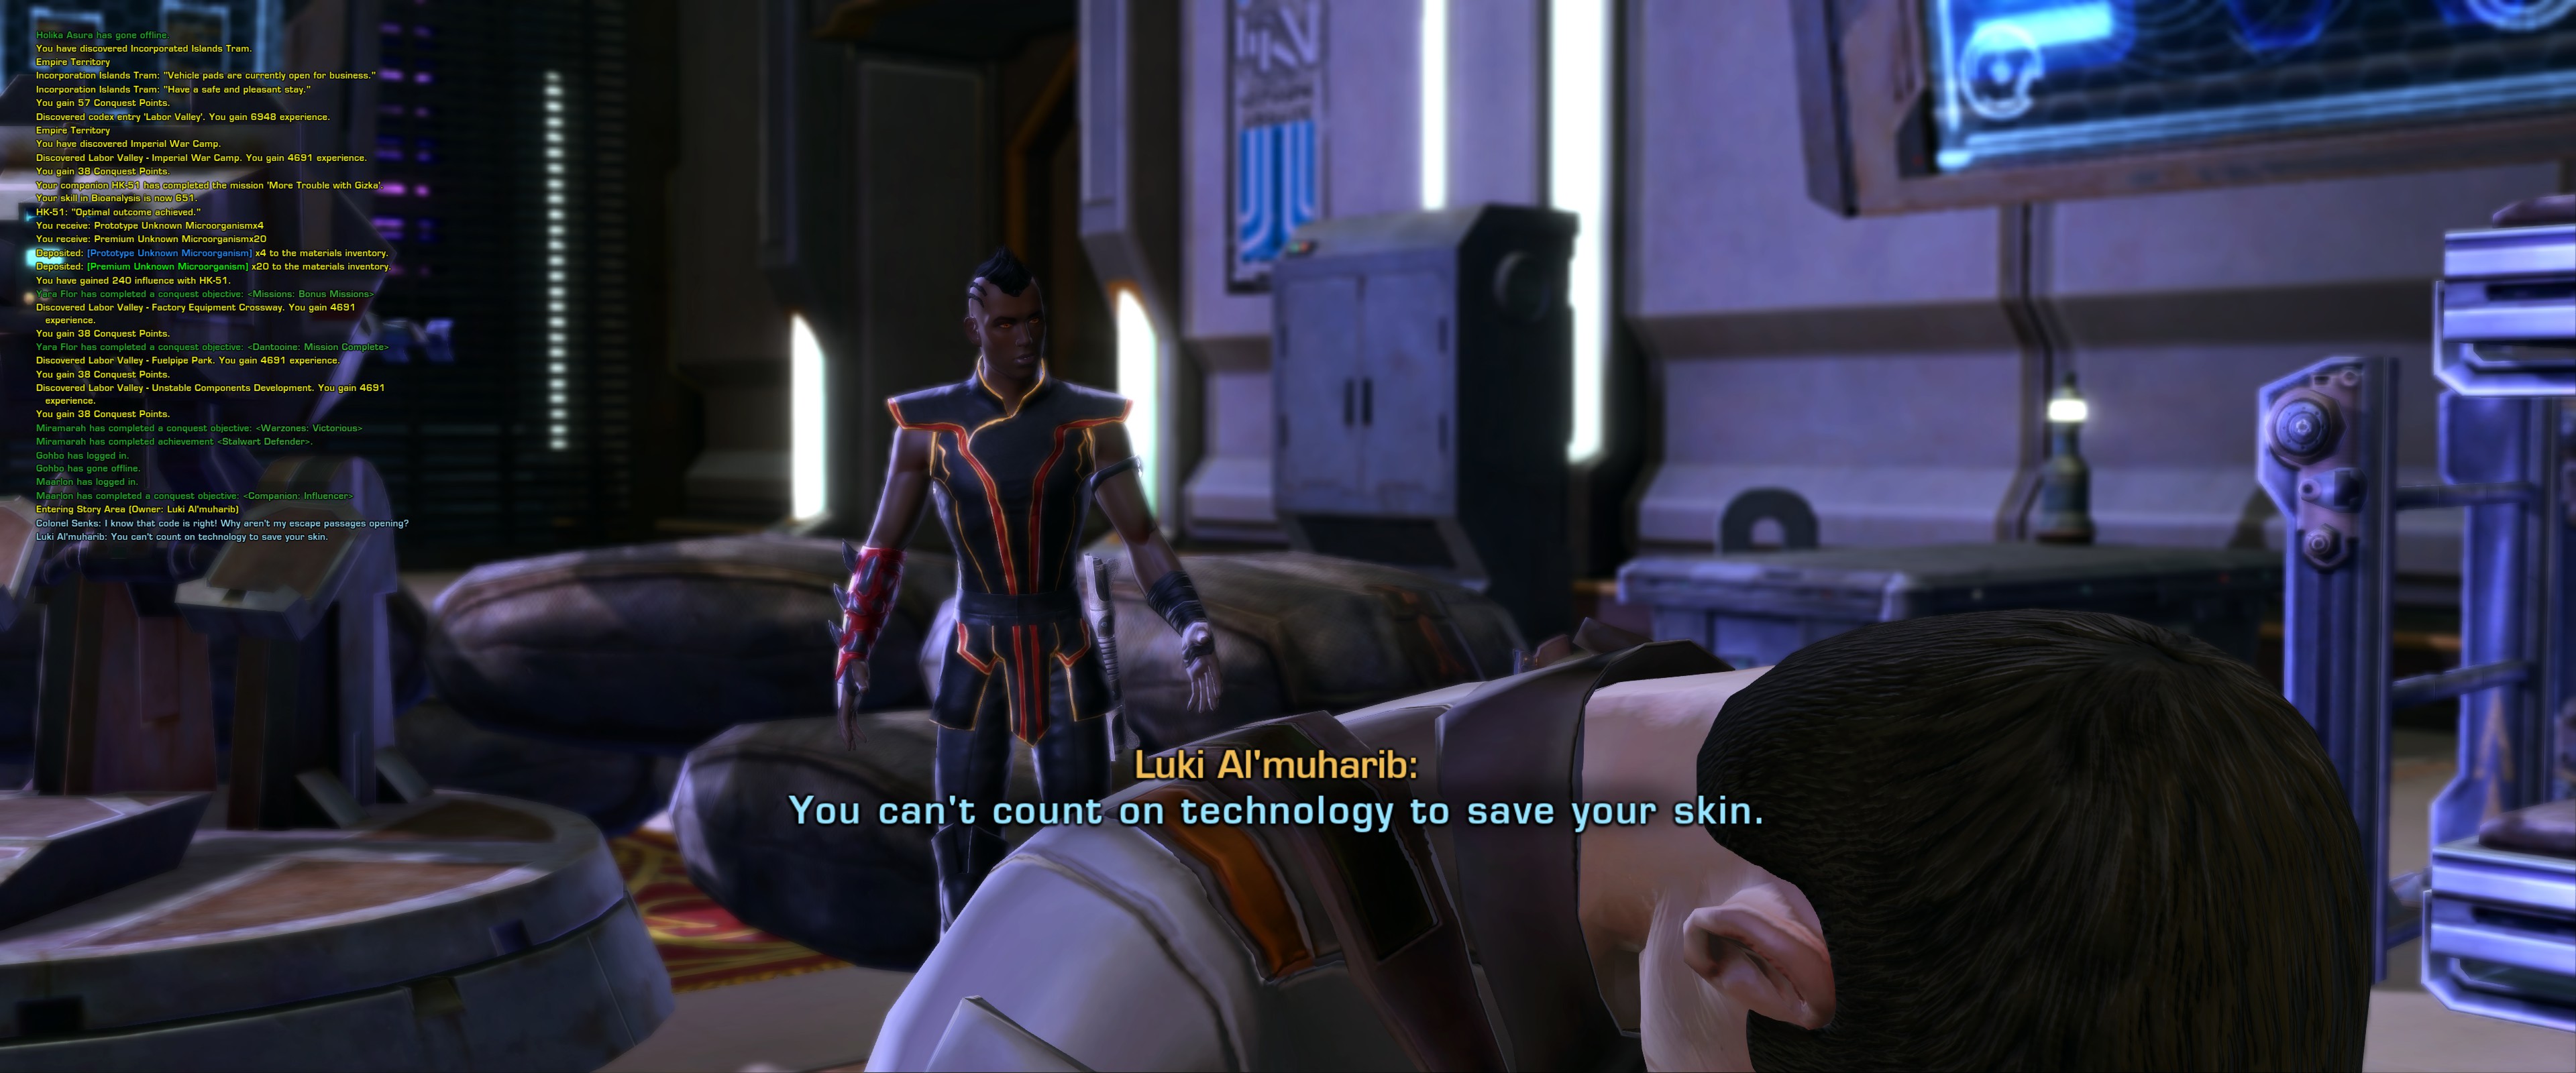 Holika Asura has gone offline.
You have discovered Incorporated Islands Tram.
Empire Territory
Incorporation Islands Tram: "Vehicle pads are currently open for business."
Incorporation Islands Tram: "Have a safe and pleasant stay."
You gain 57 Conquest Points.
Discovered codex entry 'Labor Valley'. You gain 6948 experience.
Empire Territory
You have discovered Imperial War Camp.
Discovered Labor Valley - Imperial War Camp. You gain 4691 experience.
You gain 38 Conquest Points.
Your companion HK-51 has completed the mission 'More Trouble with Gizka'.
Your skill in Bioanalysis is now 651.
HK-51: "Optimal outcome achieved."
You receive: Prototype Unknown Microorganismx4
You receive: Premium Unknown Microorganismx20
Deposited: [Prototype Unknown Microorganism] x4 to the materials inventory.
Deposited: [Premium Unknown Microorganism] x20 to the materials inventory.
You have gained 240 influence with HK-51.
Yara Flor has completed a conquest objective: <Missions: Bonus Missions>
Discovered Labor Valley - Factory Equipment Crossway. You gain 4691
experience.
You gain 38 Conquest Points.
Yara Flor has completed a conquest objective: <Dantooine: Mission Complete>
Discovered Labor Valley - Fuelpipe Park. You gain 4691 experience.
You gain 38 Conquest Points.
Discovered Labor Valley - Unstable Components Development. You gain 4691
experience.
You gain 38 Conquest Points.
Miramarah has completed a conquest objective: <Warzones: Victorious>
Miramarah has completed achievement <Stalwart Defender>.
Gohbo has logged in.
Gohbo has gone offline.
Maarlon has logged in.
Maarlon has completed a conquest objective: <Companion: Influencer>
Entering Story Area (Owner: Luki Al'muharib)
Colonel Senks: I know that code is right! Why aren't my escape passages opening?
Luki Al'muharib: You can't count on technology to save your skin.
Luki Al'muharib:
You can't count on technology to save your skin.